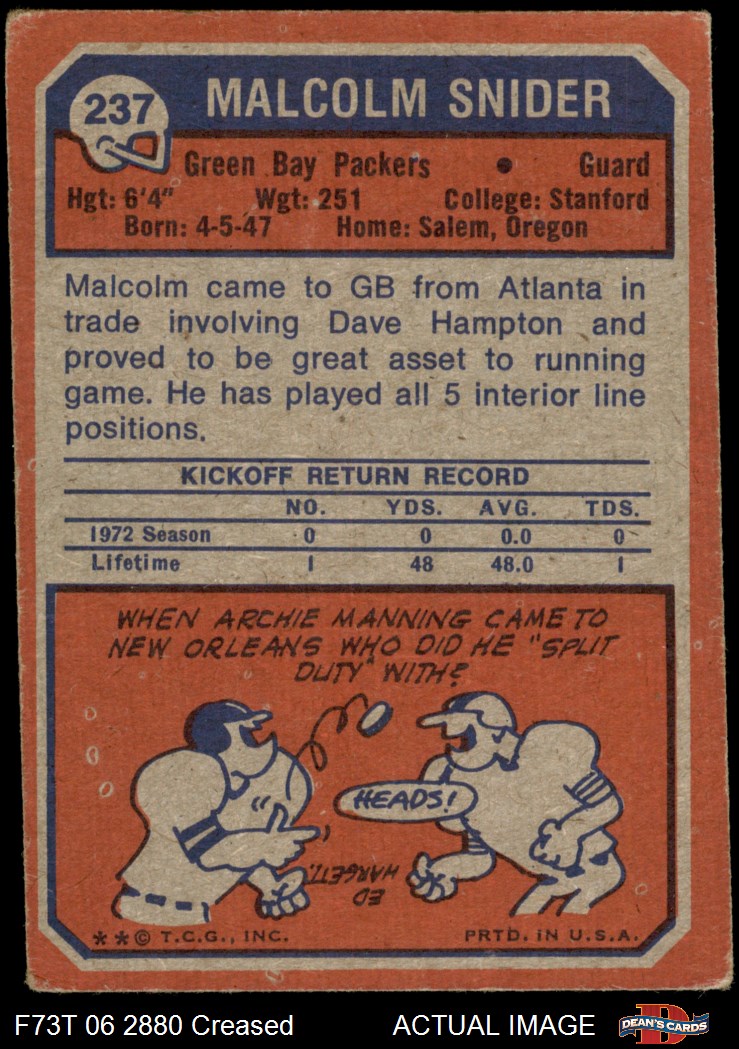 237
MALCOLM SNIDER
Green Bay Packers • Guard
Hgt: 6'4" Wgt: 251 College: Stanford
Born: 4-5-47 Home: Salem, Oregon
Malcolm came to GB from Atlanta in
trade involving Dave Hampton and
proved to be great asset to running
game. He has played all 5 interior line
positions.
KICKOFF RETURN RECORD
NO. YDS. AVG. TDS.
1972 Season 0 0 0.0 0
Lifetime 1 48 48.0 1
WHEN ARCHIE MANNING CAME TO
NEW ORLEANS WHO DID HE "SPLIT
DUTY" WITH?
HEADS!
ED
HARGETT.
**© T.C.G., INC. PRTD. IN U.S.A.
F73T 06 2880 Creased ACTUAL IMAGE
D
DEAN'S CARDS